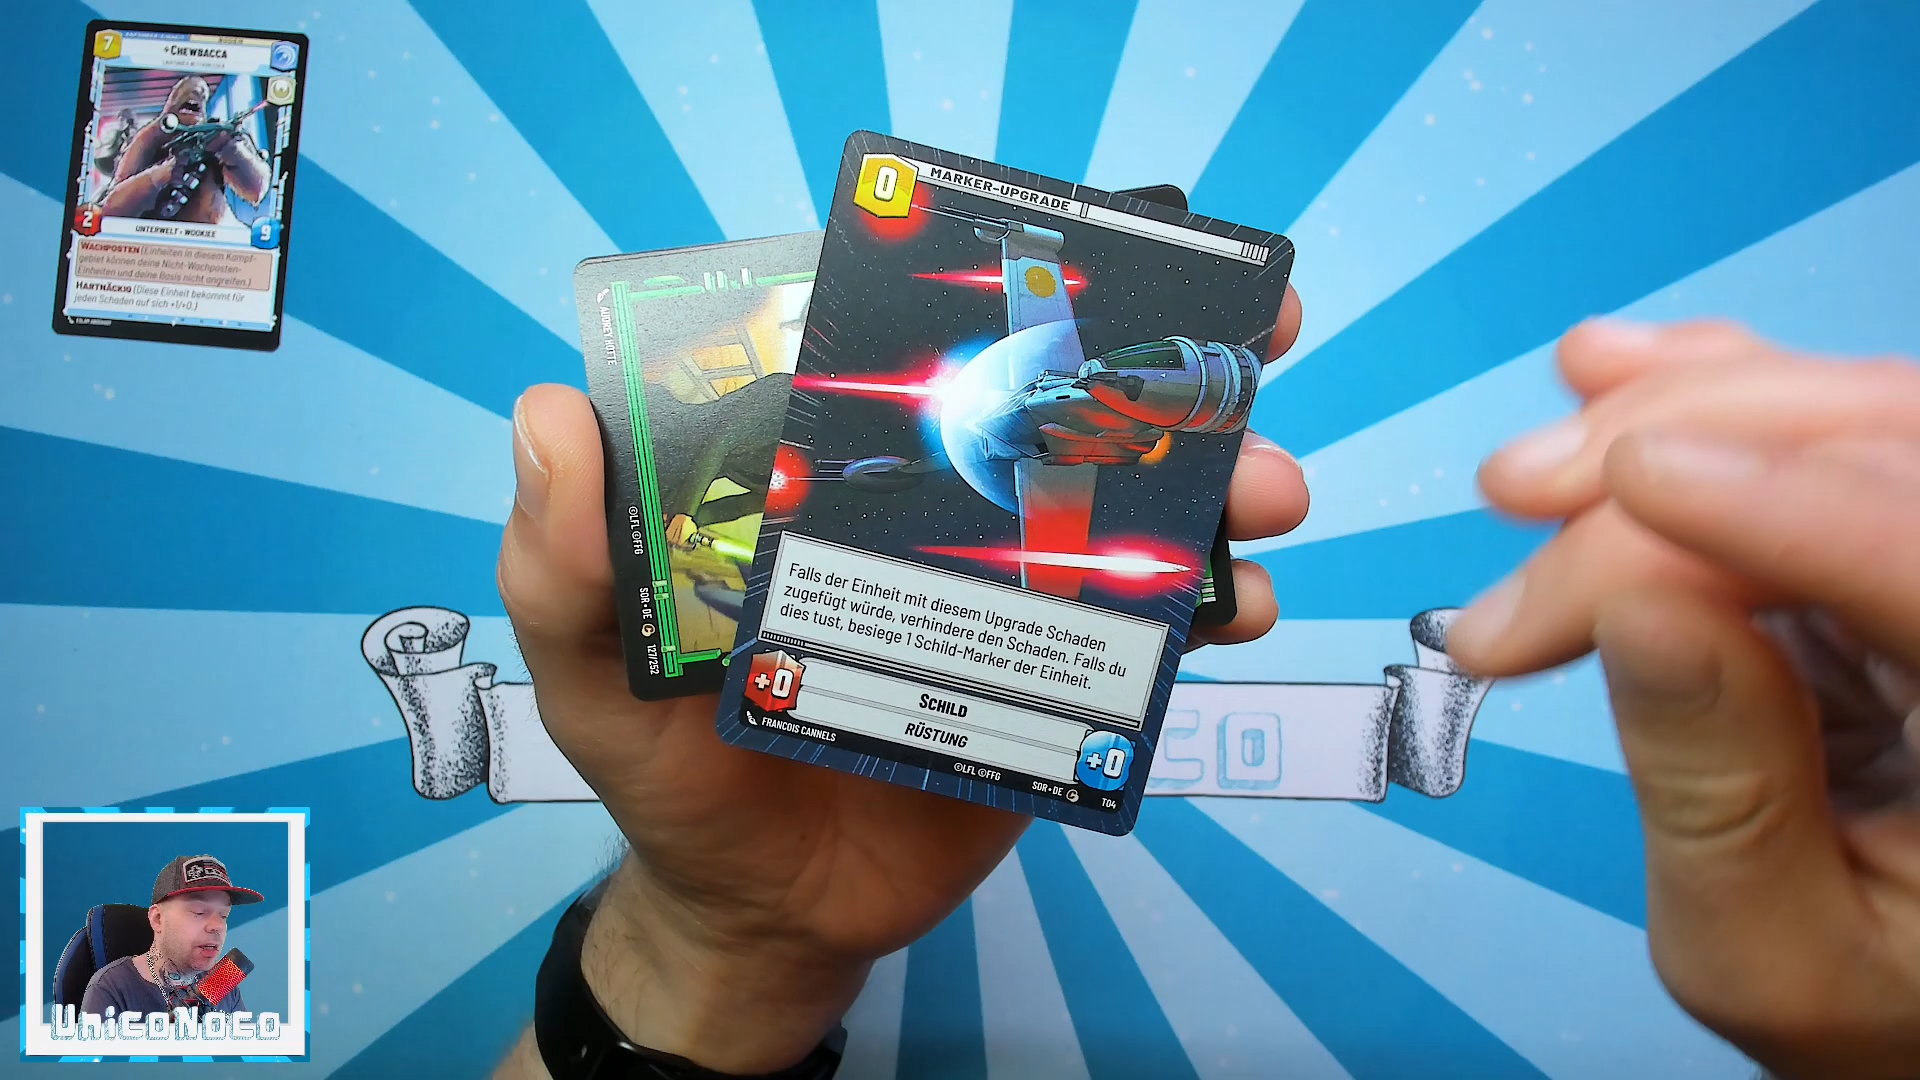 7
CHEWBACCA
2
UNTERWELT • WOOKIEE
9
WACHPOSTEN (Einheiten in diesem Kampf-
gebiet können deine Nicht-Wachposten-
Einheiten und deine Basis nicht angreifen.)
HARTNÄCKIG (Diese Einheit bekommt für
jeden Schaden auf sich +1/+0.)
0
MARKER-UPGRADE
Falls der Einheit mit diesem Upgrade Schaden
zugefügt würde, verhindere den Schaden. Falls du
dies tust, besiege 1 Schild-Marker der Einheit.
+0
SCHILD
RÜSTUNG
+0
FRANCOIS CANNELS
©LFL ©FFG
SOR • DE
T04
AUDREY HOTTE
©LFL ©FFG
SOR • DE
127/252
CO
UnicoNoco